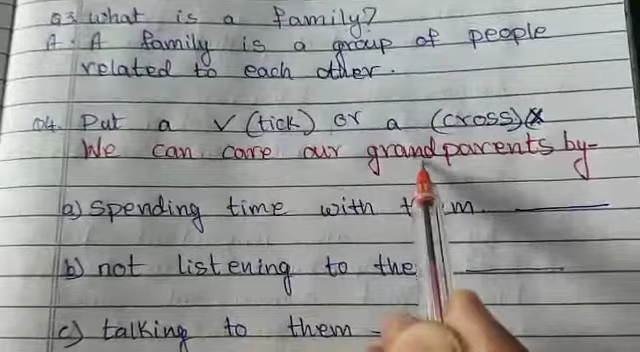 Q3. What is a family?
A. A family is a group of people
related to each other.
Q4. Put a √ (tick) or a (cross)x
We can care our grandparents by-
a) spending time with
b) not listening to the
c) talking to them